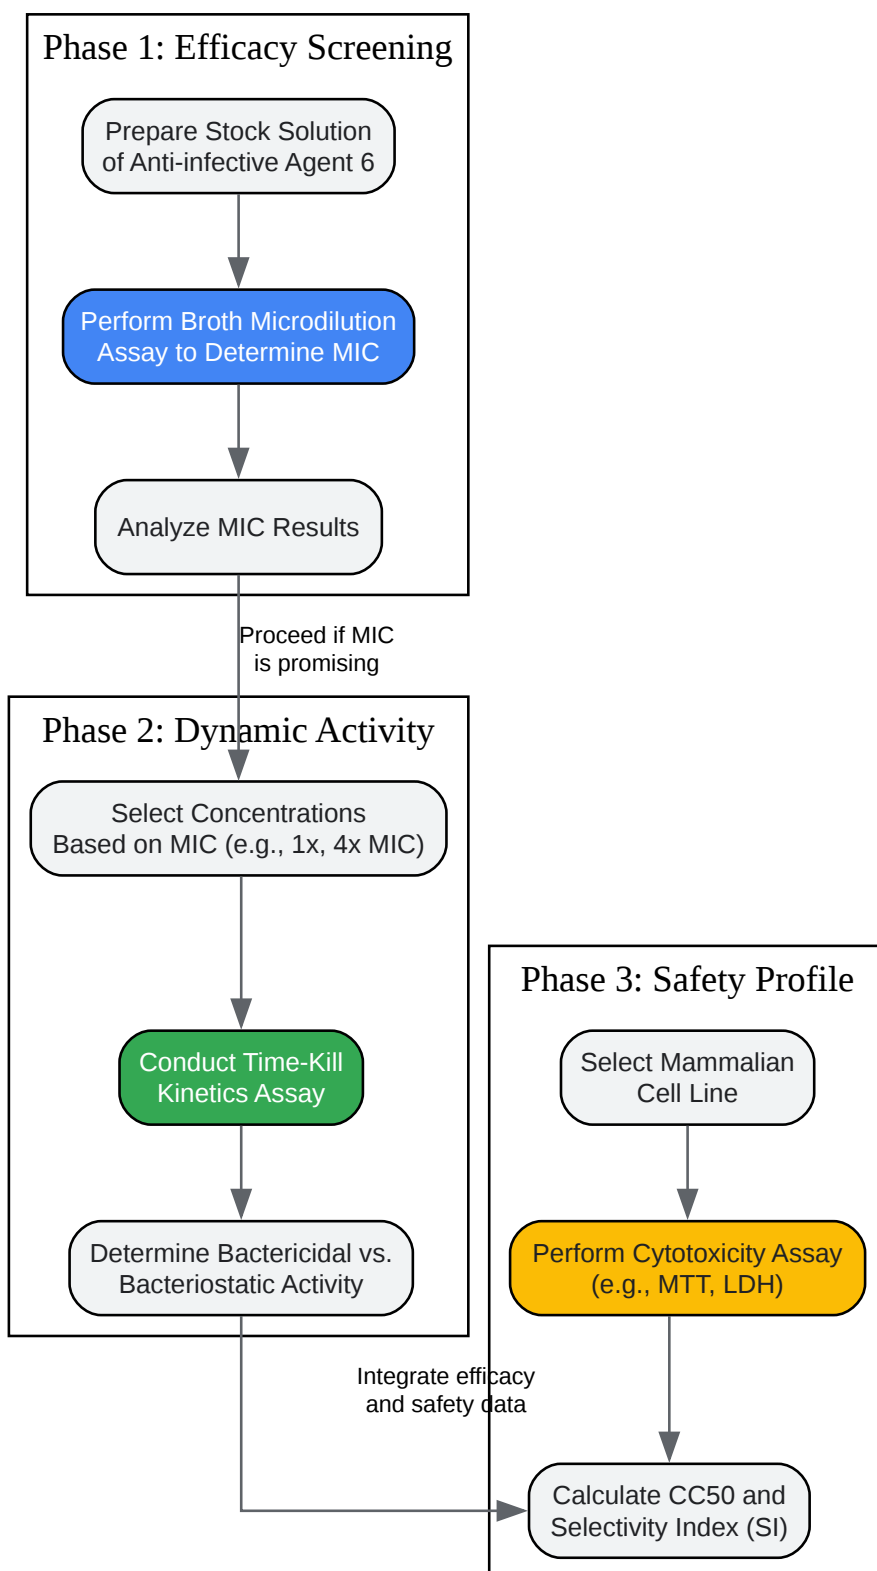 Phase 1: Efficacy Screening
Prepare Stock Solution
of Anti-infective Agent 6
Perform Broth Microdilution
Assay to Determine MIC
Analyze MIC Results
Proceed if MIC
is promising
Phase 2: Dynamic Activity
Select Concentrations
Based on MIC (e.g., 1x, 4x MIC)
Conduct Time-Kill
Kinetics Assay
Determine Bactericidal vs.
Bacteriostatic Activity
Integrate efficacy
and safety data
Phase 3: Safety Profile
Select Mammalian
Cell Line
Perform Cytotoxicity Assay
(e.g., MTT, LDH)
Calculate CC50 and
Selectivity Index (SI)